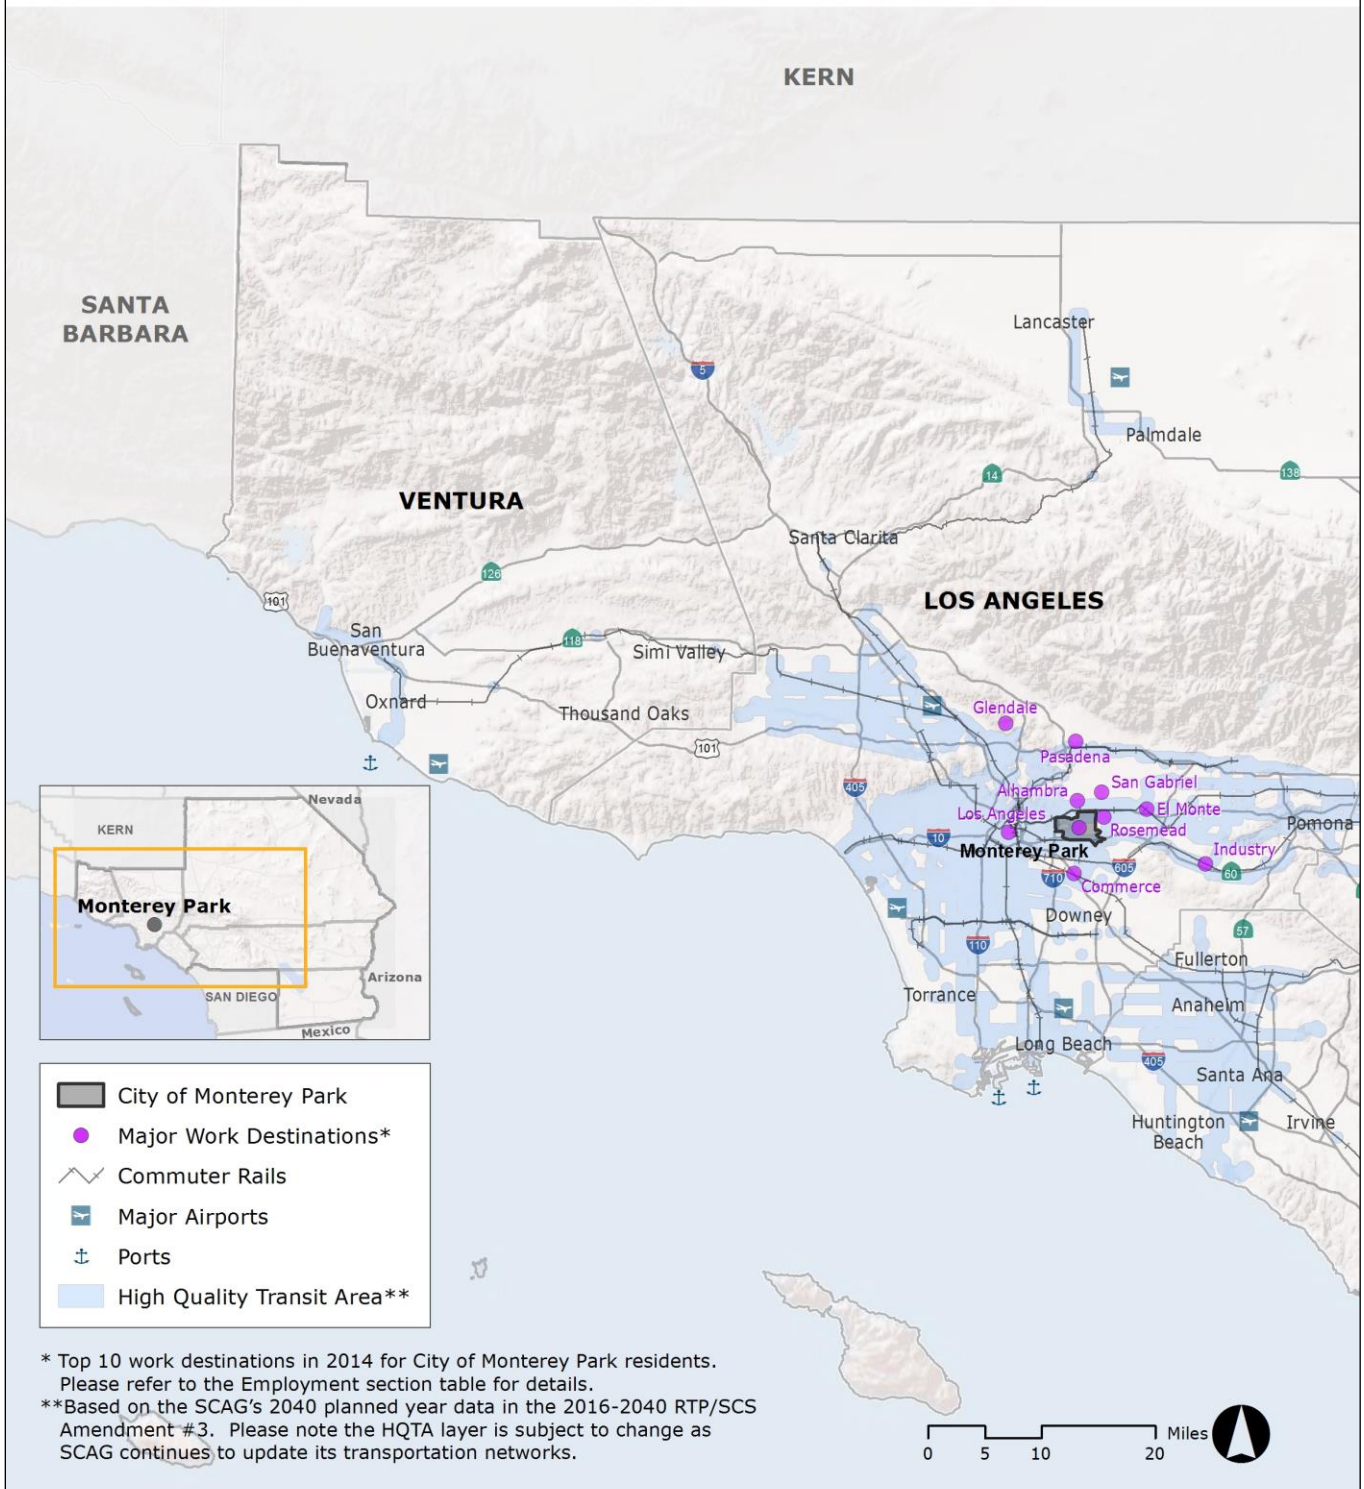 KERN
SANTA
BARBARA
Lancaster
5
Palmdale
14
138
VENTURA
Santa Clarita
126
LOS ANGELES
101
San
Buenaventura
118
Simi Valley
Oxnard
Thousand Oaks
Glendale
101
Pasadena
405
San Gabriel
Alhambra
Los Angeles
El Monte
Pomona
10
Rosemead
Monterey Park
Industry
605
60
710
Commerce
Downey
57
110
Fullerton
Torrance
Anaheim
Long Beach
405
Santa Ana
Huntington
Beach
Irvine
Nevada
KERN
Monterey Park
Arizona
SAN DIEGO
Mexico
City of Monterey Park
Major Work Destinations*
Commuter Rails
Major Airports
Ports
High Quality Transit Area**
* Top 10 work destinations in 2014 for City of Monterey Park residents.
Please refer to the Employment section table for details.
**Based on the SCAG's 2040 planned year data in the 2016-2040 RTP/SCS
Amendment #3. Please note the HQTA layer is subject to change as
SCAG continues to update its transportation networks.
0 5 10 20 Miles